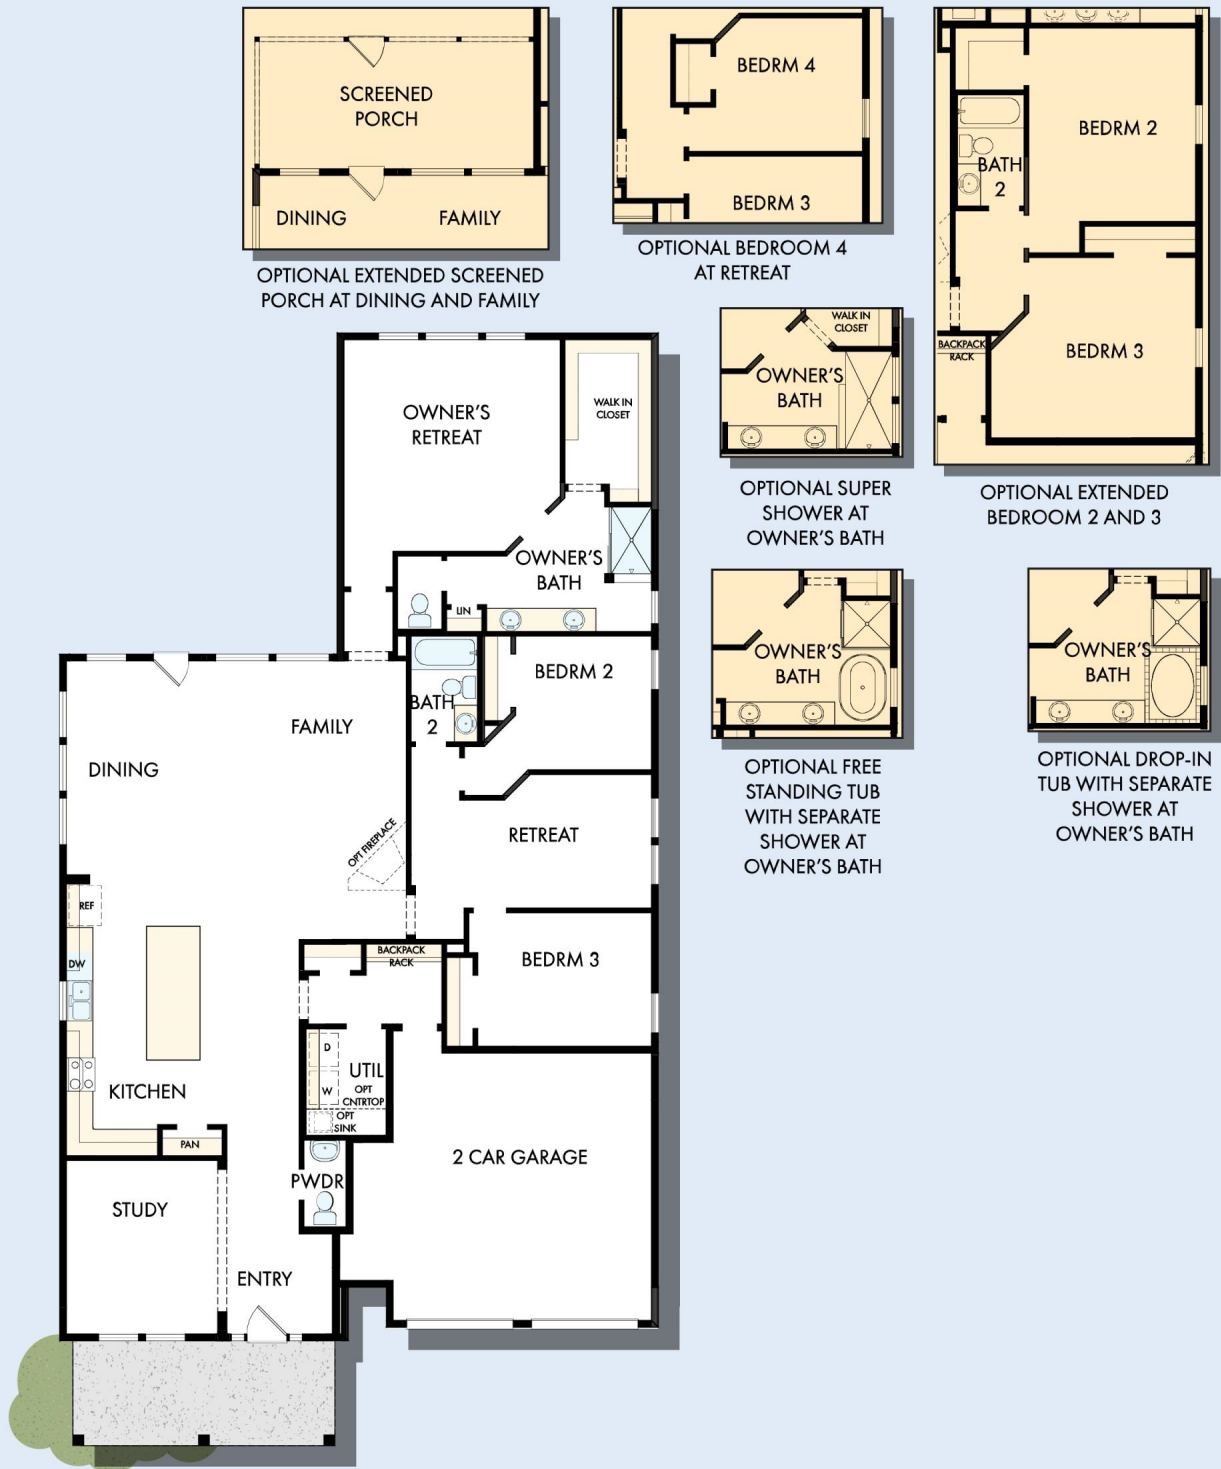 SCREENED
PORCH
DINING
FAMILY
OPTIONAL EXTENDED SCREENED
PORCH AT DINING AND FAMILY
BEDRM 4
BEDRM 3
OPTIONAL BEDROOM 4
AT RETREAT
BEDRM 2
BATH
2
BACKPACK
RACK
BEDRM 3
OPTIONAL EXTENDED
BEDROOM 2 AND 3
WALK IN
CLOSET
OWNER'S
BATH
OPTIONAL SUPER
SHOWER AT
OWNER'S BATH
OWNER'S
BATH
OPTIONAL FREE
STANDING TUB
WITH SEPARATE
SHOWER AT
OWNER'S BATH
OWNER'S
BATH
OPTIONAL DROP-IN
TUB WITH SEPARATE
SHOWER AT
OWNER'S BATH
OWNER'S
RETREAT
WALK IN
CLOSET
OWNER'S
BATH
LIN
BEDRM 2
BATH
2
FAMILY
DINING
OPT FIREPLACE
RETREAT
REF
DW
BACKPACK
RACK
BEDRM 3
KITCHEN
D
W
UTIL
OPT
CNTRTOP
OPT
SINK
PAN
2 CAR GARAGE
PWDR
STUDY
ENTRY